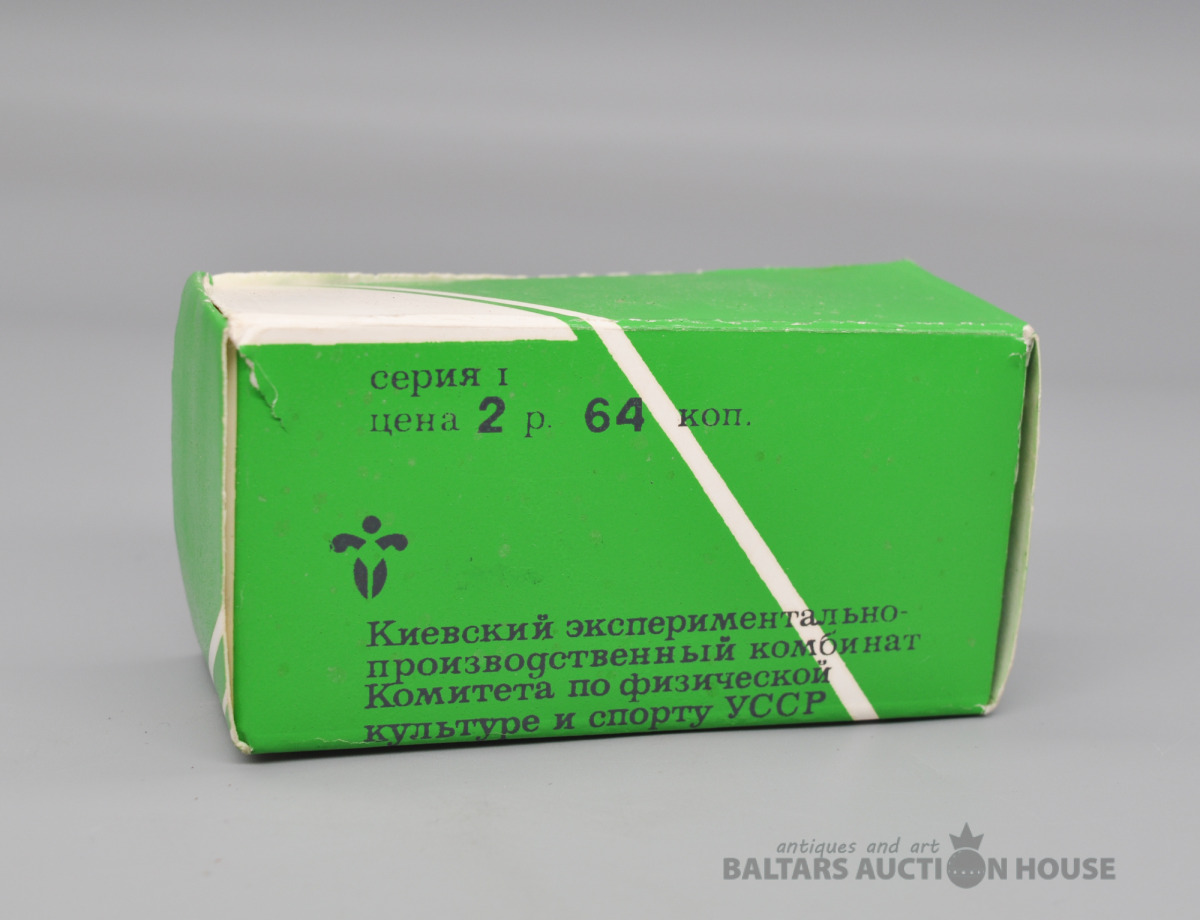 серия I
цена 2 р. 64 коп.
Киевский экспериментально-
производственный комбинат
Комитета по физической
культуре и спорту УССР
antiques and art
BALTARS AUCTION HOUSE